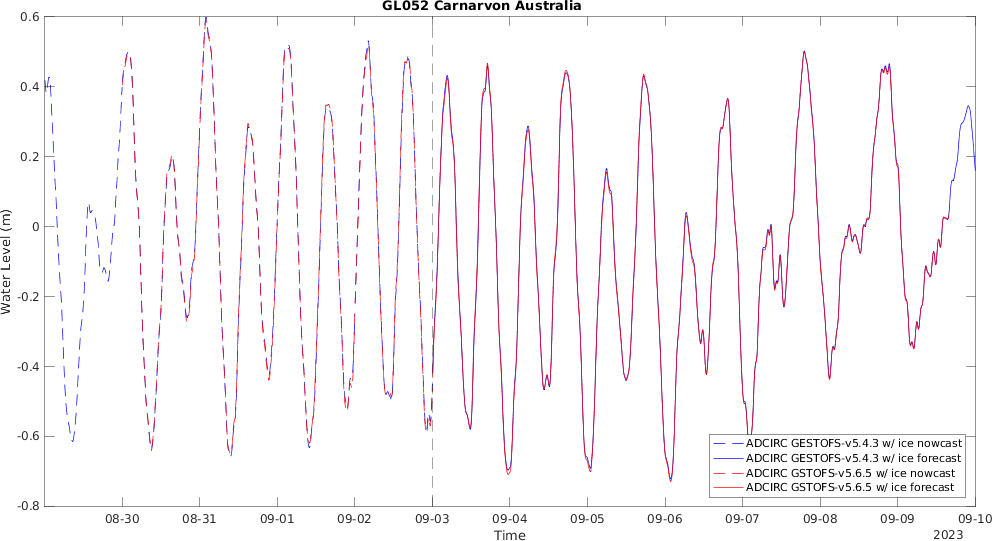 GL052 Carnarvon Australia
Water Level (m)
0.6
0.4
0.2
0
-0.2
-0.4
-0.6
-0.8
ADCIRC GESTOFS-v5.4.3 w/ ice nowcast
ADCIRC GESTOFS-v5.4.3 w/ ice forecast
ADCIRC GSTOFS-v5.6.5 w/ ice nowcast
ADCIRC GSTOFS-v5.6.5 w/ ice forecast
08-30 08-31 09-01 09-02 09-03 09-04 09-05 09-06 09-07 09-08 09-09 09-10
Time
2023